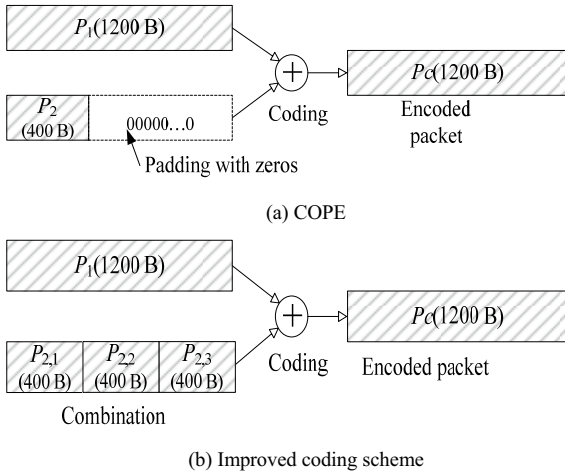 P1(1200 B)
Pc(1200 B)
+
Coding
P2
(400 B)
00000...0
Encoded
packet
Padding with zeros
(a) COPE
P1(1200 B)
Pc(1200 B)
+
Coding
P2,1
(400 B)
P2,2
(400 B)
P2,3
(400 B)
Encoded packet
Combination
(b) Improved coding scheme